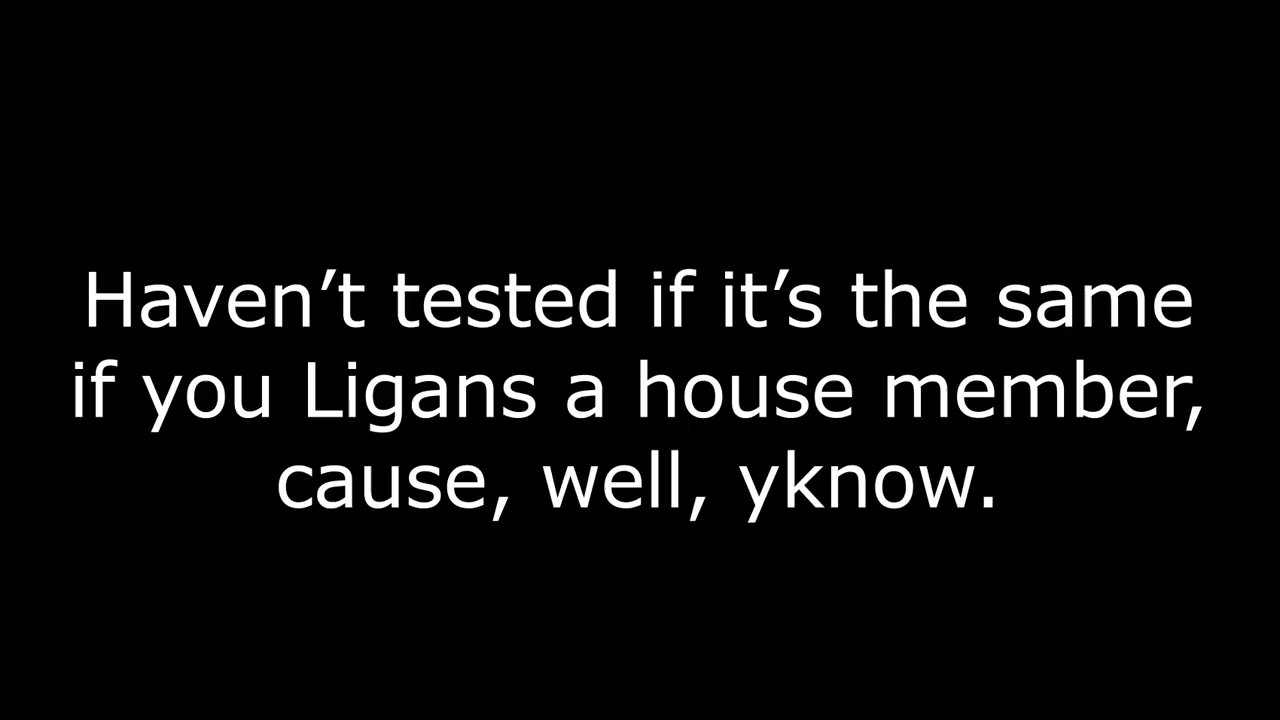 Haven’t tested if it’s the same
if you Ligans a house member,
cause, well, yknow.